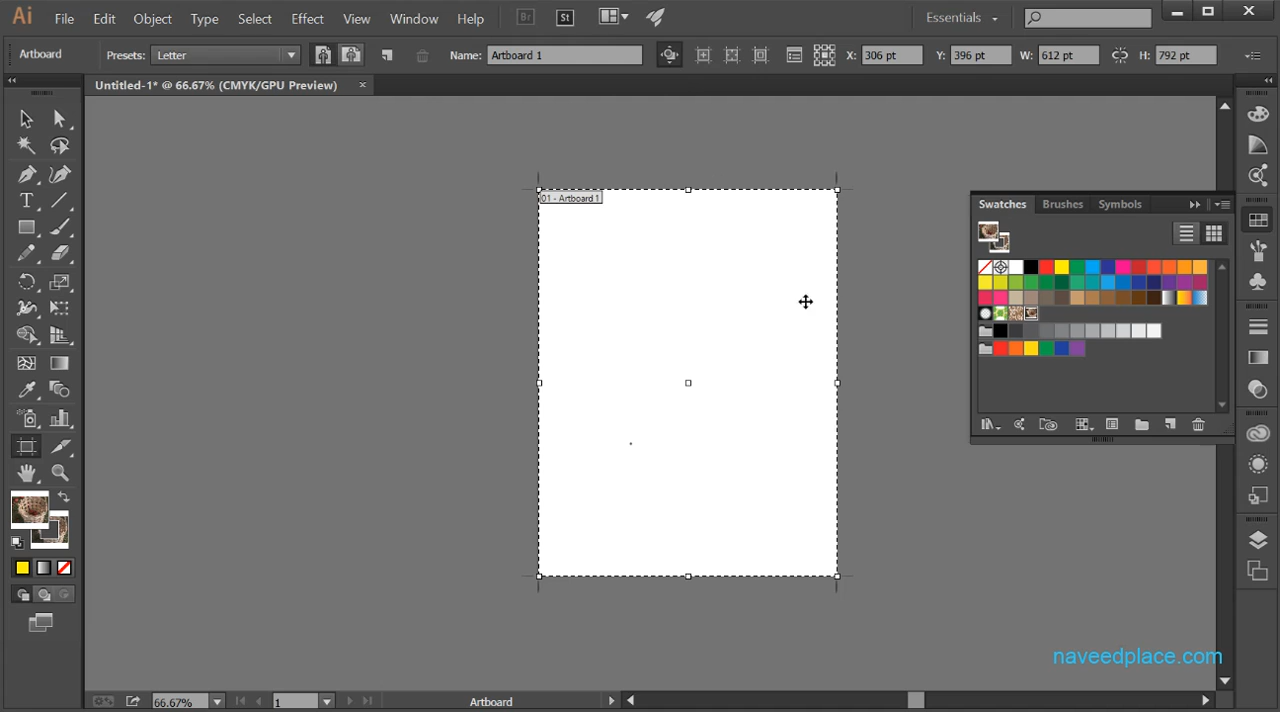 Ai File Edit Object Type Select Effect View Window Help Br St Essentials
Artboard Presets: Letter Name: Artboard 1 X: 306 pt Y: 396 pt W: 612 pt H: 792 pt
Untitled-1* @ 66.67% (CMYK/GPU Preview)
01 - Artboard 1
Swatches Brushes Symbols
T
naveedplace.com
66.67% 1 Artboard